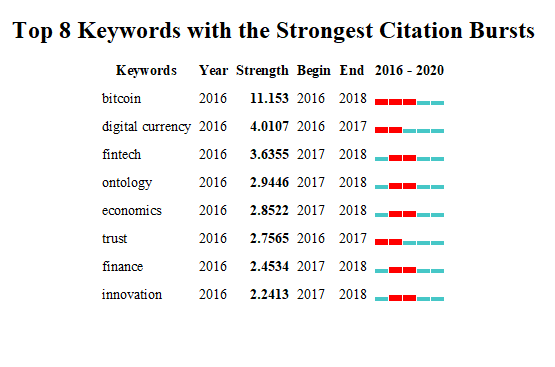 Top 8 Keywords with the Strongest Citation Bursts
Keywords Year Strength Begin End 2016 - 2020
bitcoin 2016 11.153 2016 2018
digital currency 2016 4.0107 2016 2017
fintech 2016 3.6355 2017 2018
ontology 2016 2.9446 2017 2018
economics 2016 2.8522 2017 2018
trust 2016 2.7565 2016 2017
finance 2016 2.4534 2017 2018
innovation 2016 2.2413 2017 2018